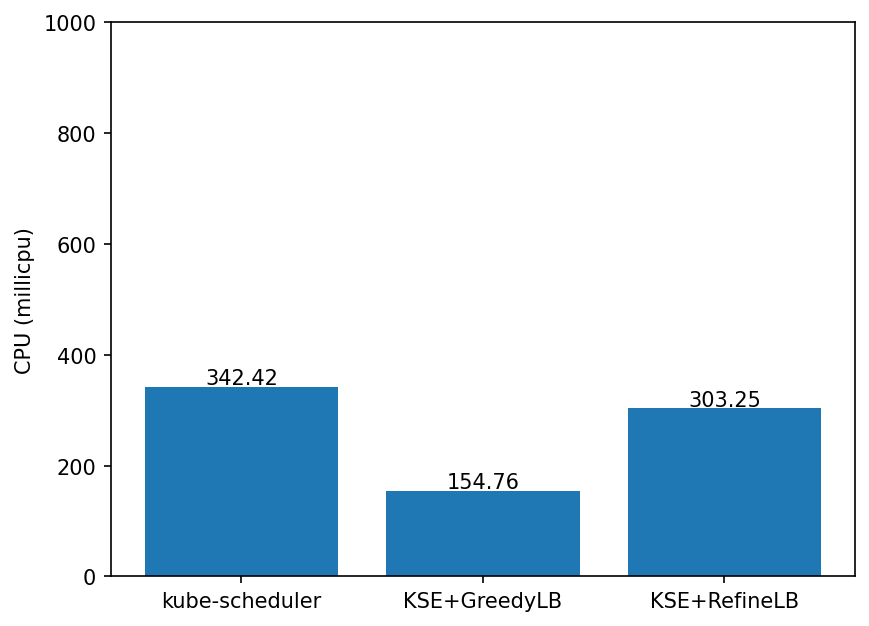 1000
800
600
400
200
0
CPU (millicpu)
342.42
154.76
303.25
kube-scheduler
KSE+GreedyLB
KSE+RefineLB